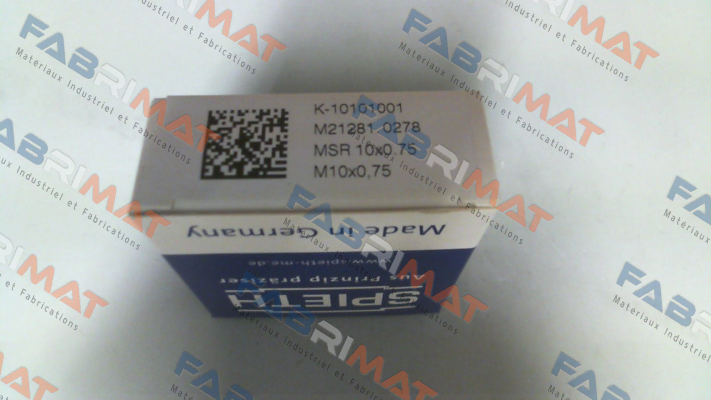 K-10101001
M21281.0278
MSR 10x0.75
M10x0,75
Made in Germany
www.spieth-me.de
Aus Prinzip präziser
SPIETH
FABRIMAT
Matériaux Industriel et Fabrications